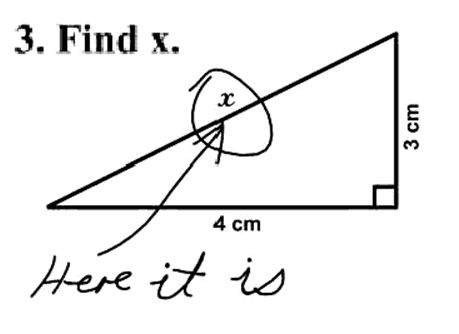 3. Find x.
x
3 cm
4 cm
Here it is